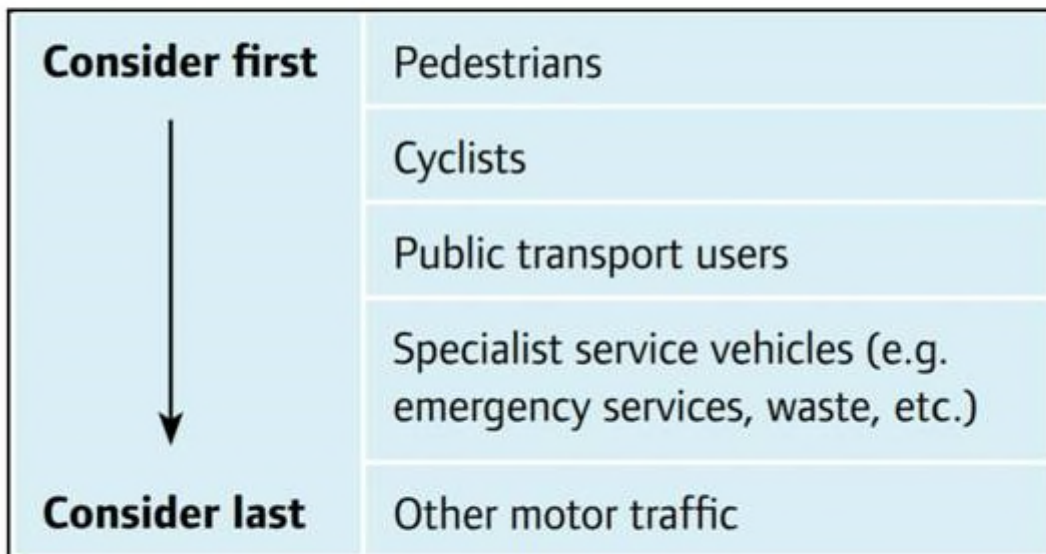 Consider first
Pedestrians
Cyclists
Public transport users
Specialist service vehicles (e.g.
emergency services, waste, etc.)
Consider last
Other motor traffic